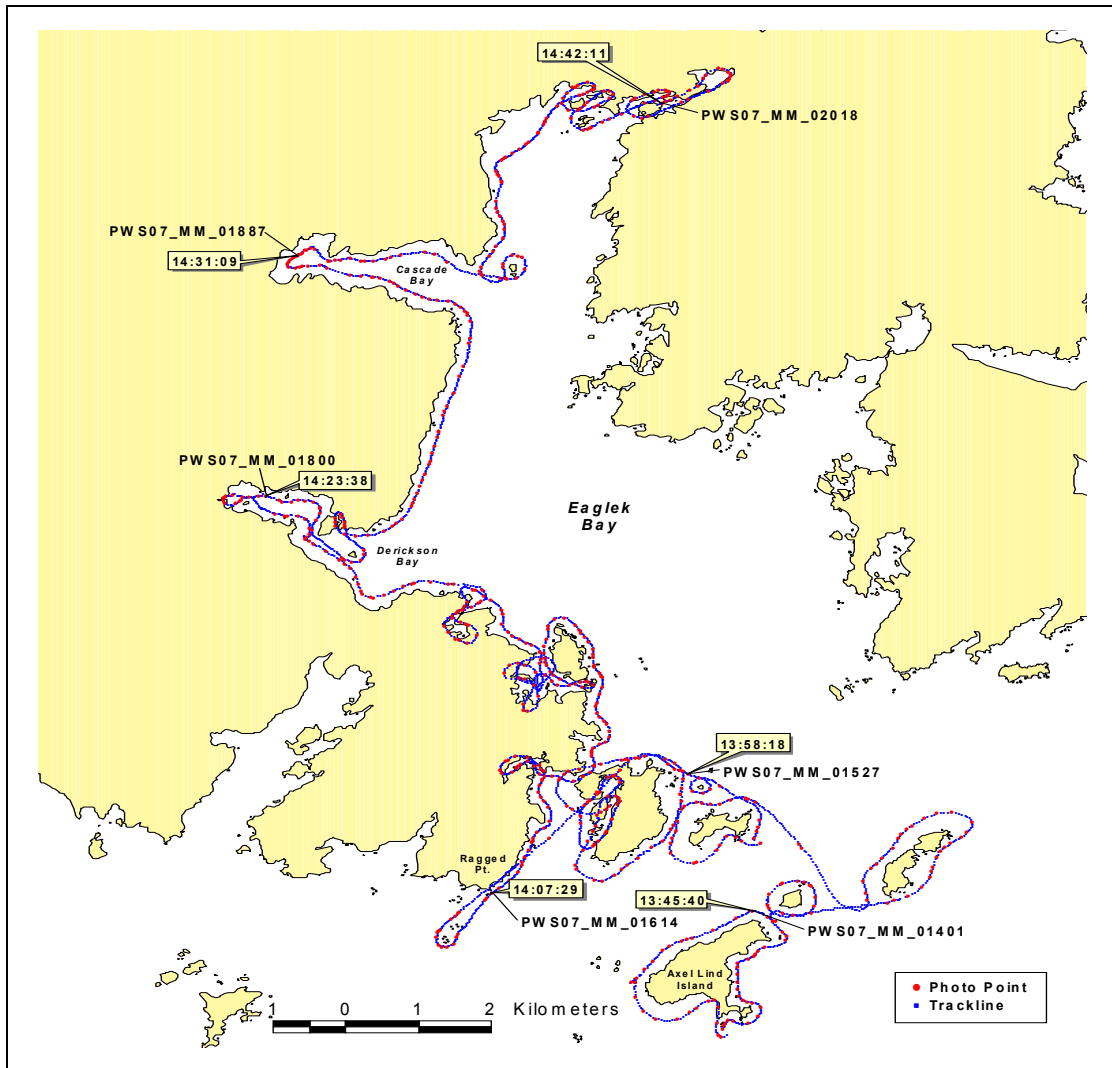 14:42:11
PWS07_MM_02018
PWS07_MM_01887
14:31:09
Cascade
Bay
PWS07_MM_01800
14:23:38
Eaglek
Bay
Derickson
Bay
13:58:18
PWS07_MM_01527
Ragged
Pt.
14:07:29
PWS07_MM_01614
13:45:40
PWS07_MM_01401
Axel Lind
Island
1 0 1 2 Kilometers
Photo Point
Trackline